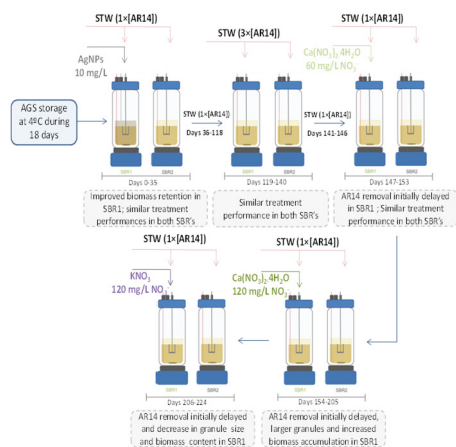 STW (1×[AR14])
STW (3×[AR14])
STW (1×[AR14])
AgNPs
10 mg/L
Ca(NO3)2 4H2O
60 mg/L NO3-
AGS storage
at 4ºC during
18 days
STW (1×[AR14])
Days 36-118
STW (1×[AR14])
Days 141-146
SBR1
SBR2
SBR1
SBR2
SBR1
SBR2
Days 0-35
Days 119-140
Days 147-153
Improved biomass retention in
SBR1; similar treatment
performances in both SBR's
Similar treatment
performance in both SBR's
AR14 removal initially delayed
in SBR1 ; Similar treatment
performances in both SBR's
STW (1×[AR14])
STW (1×[AR14])
KNO3
120 mg/L NO3-
Ca(NO3)2 4H2O
120 mg/L NO3-
SBR1
SBR2
SBR1
SBR2
Days 206-224
Days 154-205
AR14 removal initially delayed
and decrease in granule size
and biomass content in SBR1
AR14 removal initially delayed,
larger granules and increased
biomass accumulation in SBR1